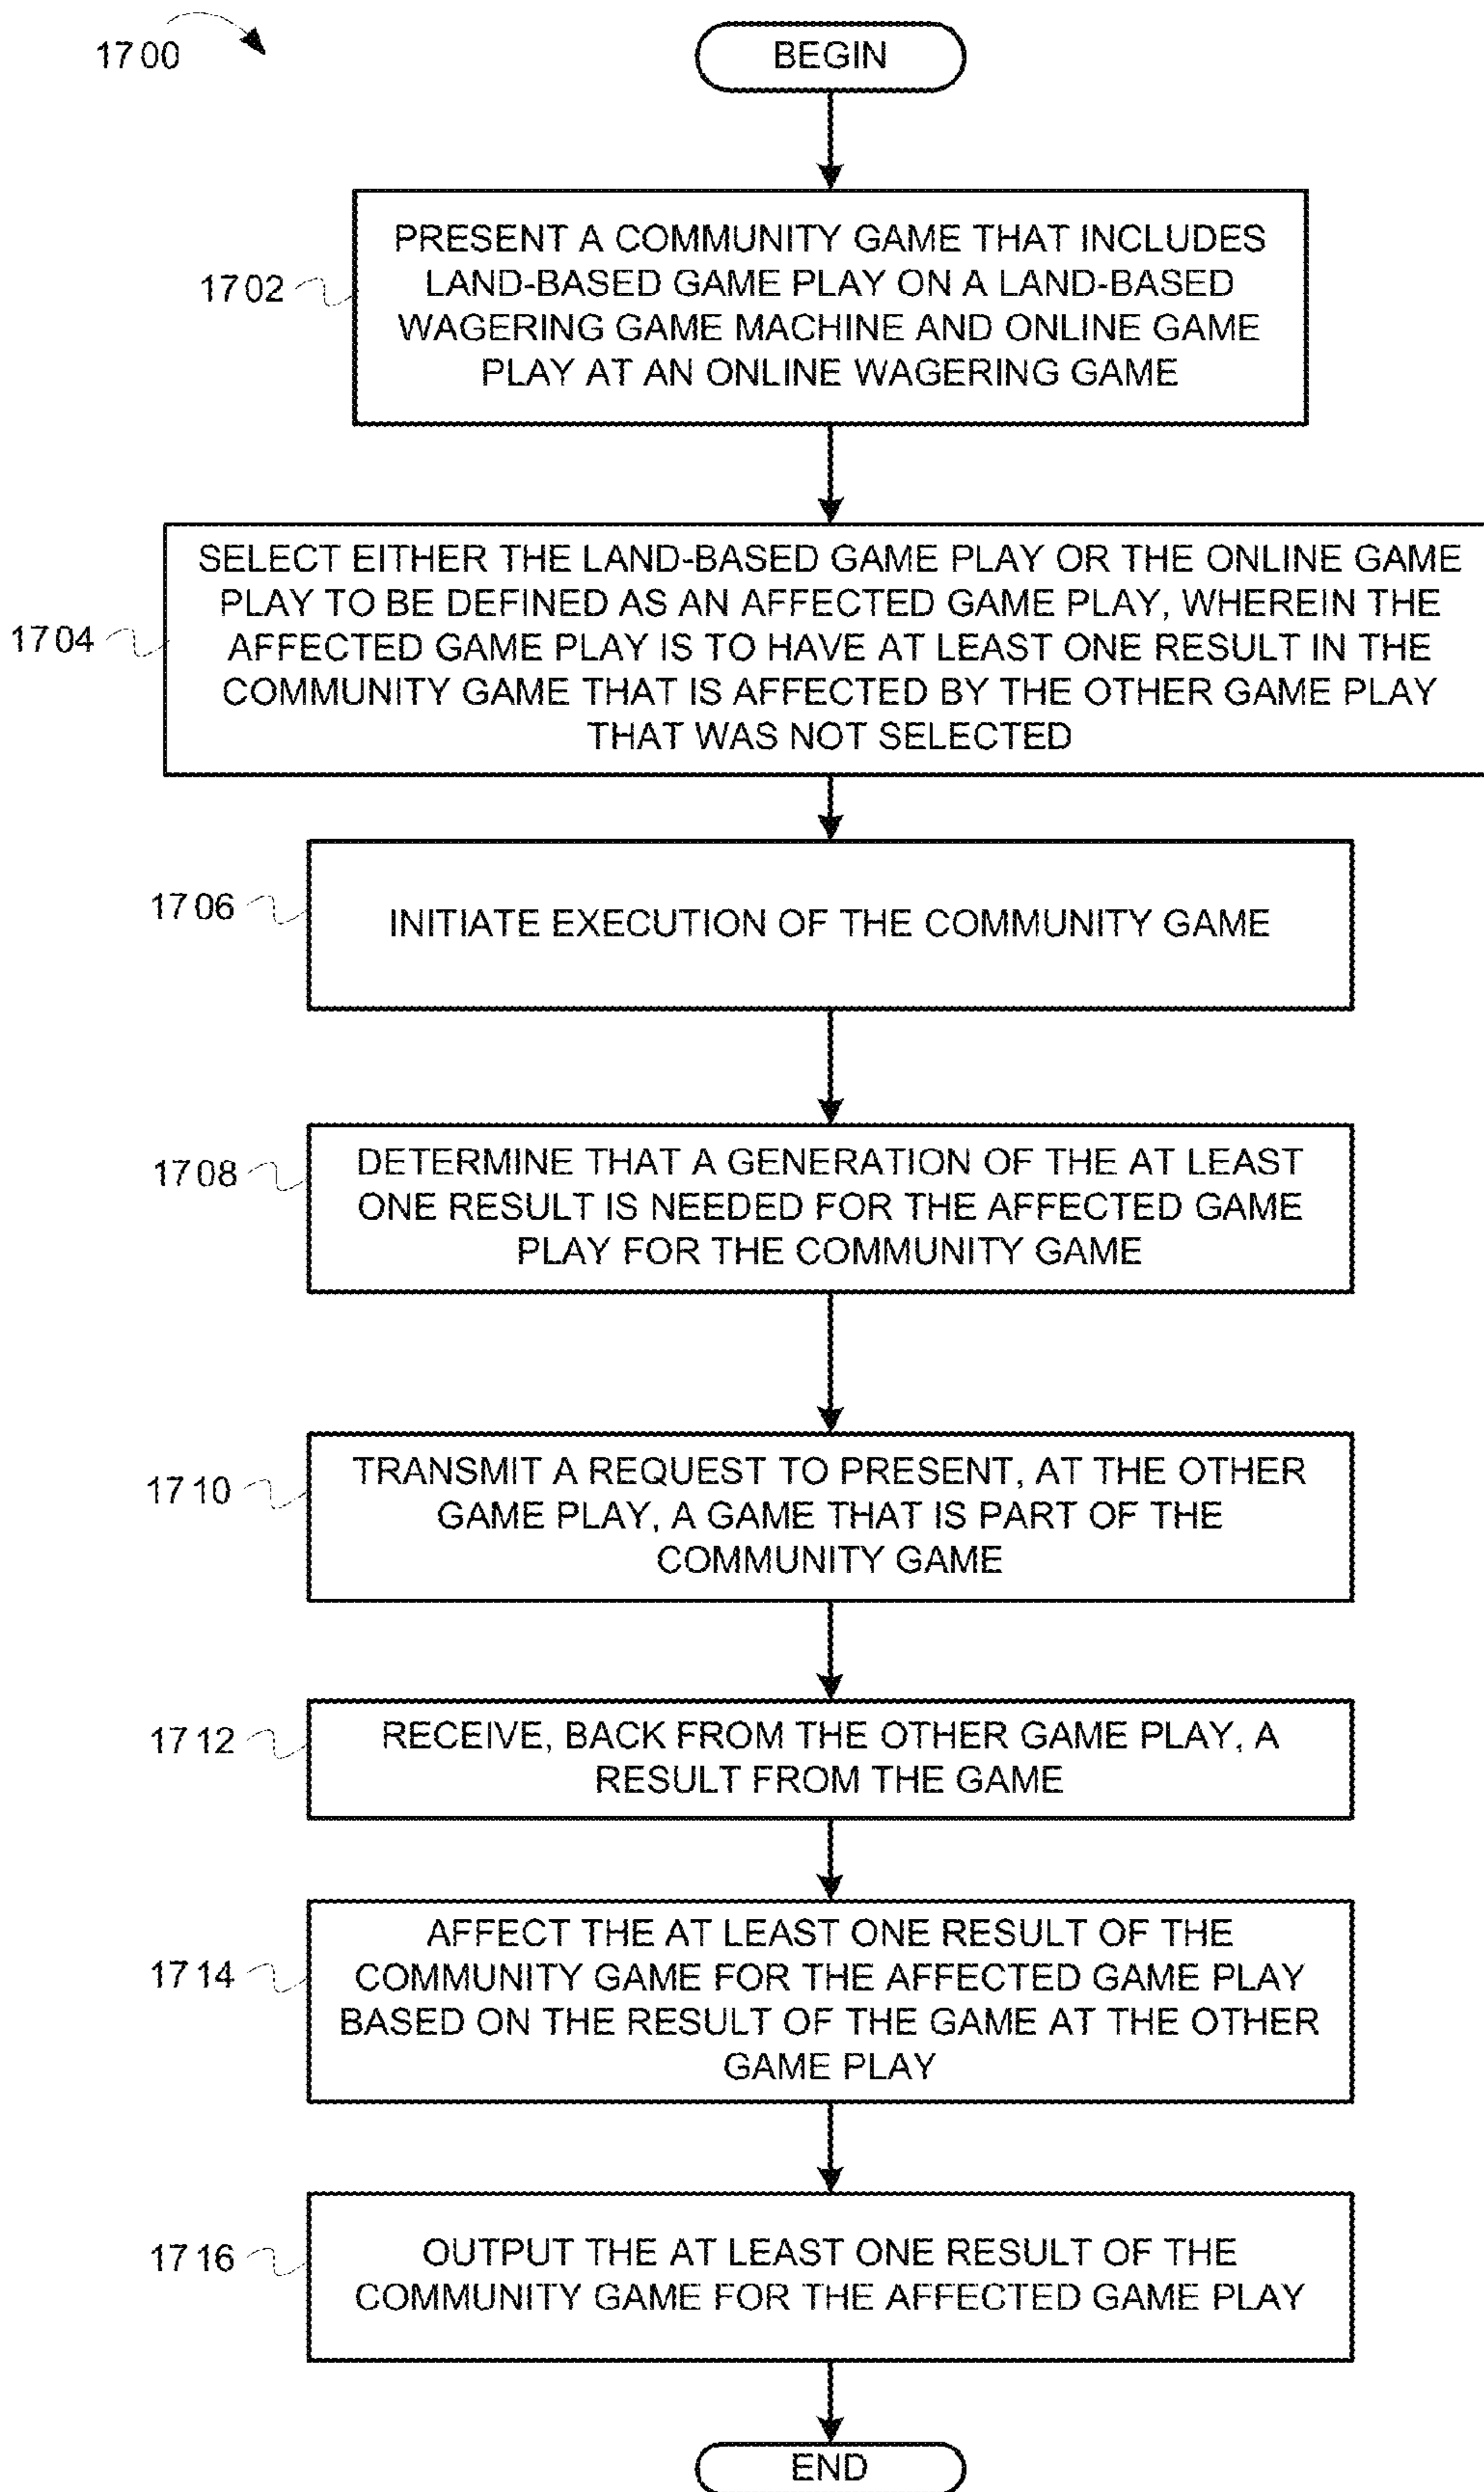 1700
BEGIN
1702
PRESENT A COMMUNITY GAME THAT INCLUDES
LAND-BASED GAME PLAY ON A LAND-BASED
WAGERING GAME MACHINE AND ONLINE GAME
PLAY AT AN ONLINE WAGERING GAME
1704
SELECT EITHER THE LAND-BASED GAME PLAY OR THE ONLINE GAME
PLAY TO BE DEFINED AS AN AFFECTED GAME PLAY, WHEREIN THE
AFFECTED GAME PLAY IS TO HAVE AT LEAST ONE RESULT IN THE
COMMUNITY GAME THAT IS AFFECTED BY THE OTHER GAME PLAY
THAT WAS NOT SELECTED
1706
INITIATE EXECUTION OF THE COMMUNITY GAME
1708
DETERMINE THAT A GENERATION OF THE AT LEAST
ONE RESULT IS NEEDED FOR THE AFFECTED GAME
PLAY FOR THE COMMUNITY GAME
1710
TRANSMIT A REQUEST TO PRESENT, AT THE OTHER
GAME PLAY, A GAME THAT IS PART OF THE
COMMUNITY GAME
1712
RECEIVE, BACK FROM THE OTHER GAME PLAY, A
RESULT FROM THE GAME
1714
AFFECT THE AT LEAST ONE RESULT OF THE
COMMUNITY GAME FOR THE AFFECTED GAME PLAY
BASED ON THE RESULT OF THE GAME AT THE OTHER
GAME PLAY
1716
OUTPUT THE AT LEAST ONE RESULT OF THE
COMMUNITY GAME FOR THE AFFECTED GAME PLAY
END